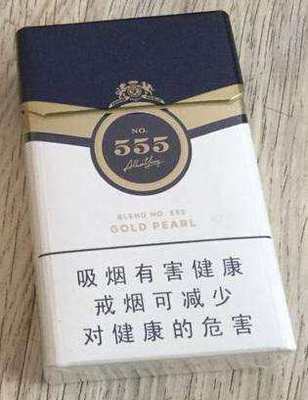 NO.
555
BLEND NO. 555
GOLD PEARL
吸烟有害健康
戒烟可减少
对健康的危害